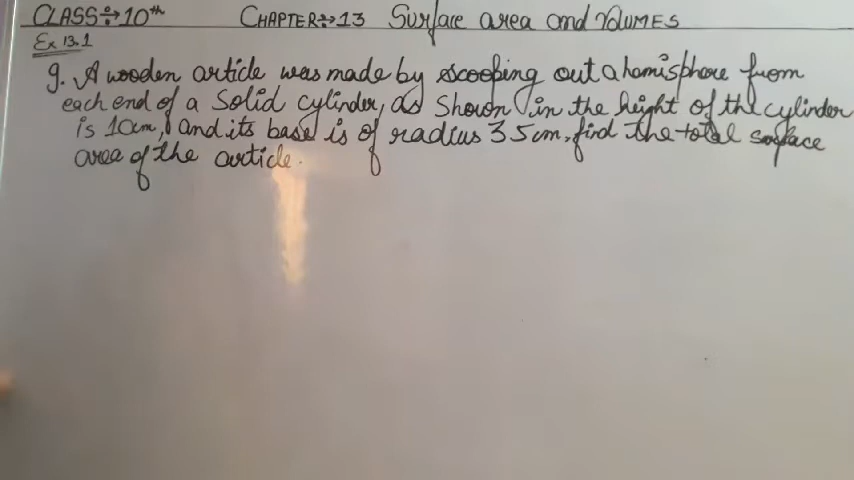 CLASS÷10th CHAPTER÷13 Surface area and VOLUMES
Ex 13.1
9. A wooden article was made by scooping out a hemisphere from
each end of a solid cylinder, as shown in the height of the cylinder
is 10cm, and its base is of radius 35cm, find the total surface
area of the article.